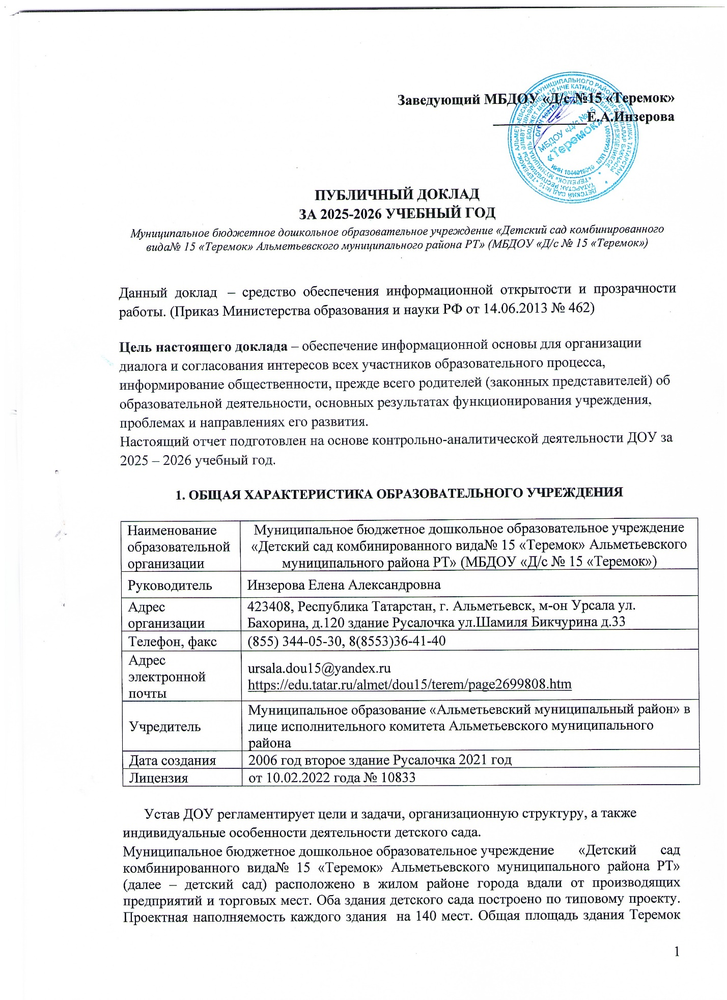 Заведующий МБДОУ «Д/с №15 «Теремок»
_____________Е.А.Инзерова
МБДОУ «Д/с №15
«Теремок»
ПУБЛИЧНЫЙ ДОКЛАД
ЗА 2025-2026 УЧЕБНЫЙ ГОД
Муниципальное бюджетное дошкольное образовательное учреждение «Детский сад комбинированного
вида№ 15 «Теремок» Альметьевского муниципального района РТ» (МБДОУ «Д/с № 15 «Теремок»)
Данный доклад – средство обеспечения информационной открытости и прозрачности
работы. (Приказ Министерства образования и науки РФ от 14.06.2013 № 462)
Цель настоящего доклада – обеспечение информационной основы для организации
диалога и согласования интересов всех участников образовательного процесса,
информирование общественности, прежде всего родителей (законных представителей) об
образовательной деятельности, основных результатах функционирования учреждения,
проблемах и направлениях его развития.
Настоящий отчет подготовлен на основе контрольно-аналитической деятельности ДОУ за
2025 – 2026 учебный год.
1. ОБЩАЯ ХАРАКТЕРИСТИКА ОБРАЗОВАТЕЛЬНОГО УЧРЕЖДЕНИЯ
Наименование
образовательной
организации
Муниципальное бюджетное дошкольное образовательное учреждение
«Детский сад комбинированного вида№ 15 «Теремок» Альметьевского
муниципального района РТ» (МБДОУ «Д/с № 15 «Теремок»)
Руководитель
Инзерова Елена Александровна
Адрес
организации
423408, Республика Татарстан, г. Альметьевск, м-он Урсала ул.
Бахорина, д.120 здание Русалочка ул.Шамиля Бикчурина д.33
Телефон, факс
(855) 344-05-30, 8(8553)36-41-40
Адрес
электронной
почты
ursala.dou15@yandex.ru
https://edu.tatar.ru/almet/dou15/terem/page2699808.htm
Учредитель
Муниципальное образование «Альметьевский муниципальный район» в
лице исполнительного комитета Альметьевского муниципального
района
Дата создания
2006 год второе здание Русалочка 2021 год
Лицензия
от 10.02.2022 года № 10833
Устав ДОУ регламентирует цели и задачи, организационную структуру, а также
индивидуальные особенности деятельности детского сада.
Муниципальное бюджетное дошкольное образовательное учреждение «Детский сад
комбинированного вида№ 15 «Теремок» Альметьевского муниципального района РТ»
(далее – детский сад) расположено в жилом районе города вдали от производящих
предприятий и торговых мест. Оба здания детского сада построено по типовому проекту.
Проектная наполняемость каждого здания на 140 мест. Общая площадь здания Теремок
1